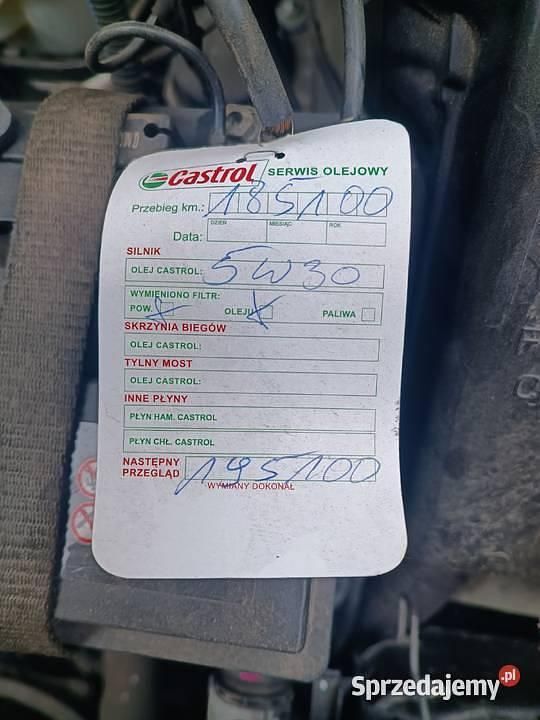 Castrol SERWIS OLEJOWY
Przebieg km.: 185100
DZIEŃ MIESIĄC ROK
Data:
SILNIK
OLEJ CASTROL: 5W30
WYMIENIONO FILTR:
POW. X OLEJU X PALIWA
SKRZYNIA BIEGÓW
OLEJ CASTROL:
TYLNY MOST
OLEJ CASTROL:
INNE PŁYNY
PŁYN HAM. CASTROL
PŁYN CHŁ. CASTROL
NASTĘPNY
PRZEGLĄD 195100
WYMIANY DOKONAŁ
Sprzedajemy.pl